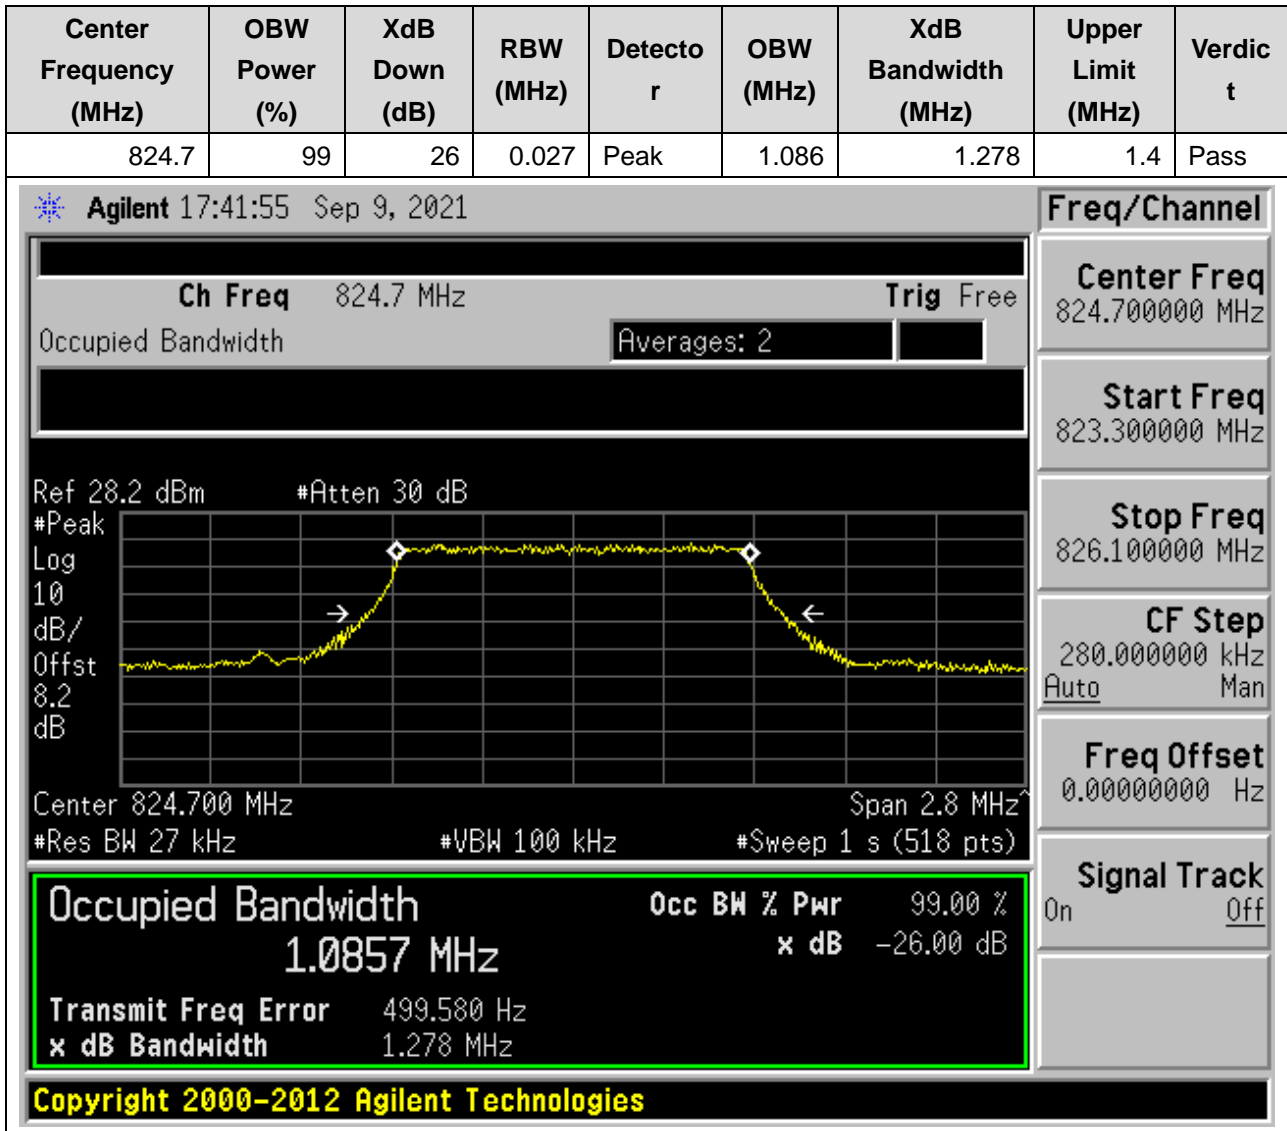 Center Frequency (MHz) OBW Power (%) XdB Down (dB) RBW (MHz) Detecto r OBW (MHz) XdB Bandwidth (MHz) Upper Limit (MHz) Verdic t
824.7 99 26 0.027 Peak 1.086 1.278 1.4 Pass
Agilent 17:41:55 Sep 9, 2021
Ch Freq 824.7 MHz Trig Free
Occupied Bandwidth Averages: 2
Ref 28.2 dBm #Atten 30 dB
#Peak
Log
10
dB/
Offst
8.2
dB
Center 824.700 MHz Span 2.8 MHz^
#Res BW 27 kHz #VBW 100 kHz #Sweep 1 s (518 pts)
Occupied Bandwidth Occ BW % Pwr 99.00 %
1.0857 MHz x dB -26.00 dB
Transmit Freq Error 499.580 Hz
x dB Bandwidth 1.278 MHz
Copyright 2000-2012 Agilent Technologies
Freq/Channel
Center Freq
824.700000 MHz
Start Freq
823.300000 MHz
Stop Freq
826.100000 MHz
CF Step
280.000000 kHz
Auto Man
Freq Offset
0.00000000 Hz
Signal Track
On Off